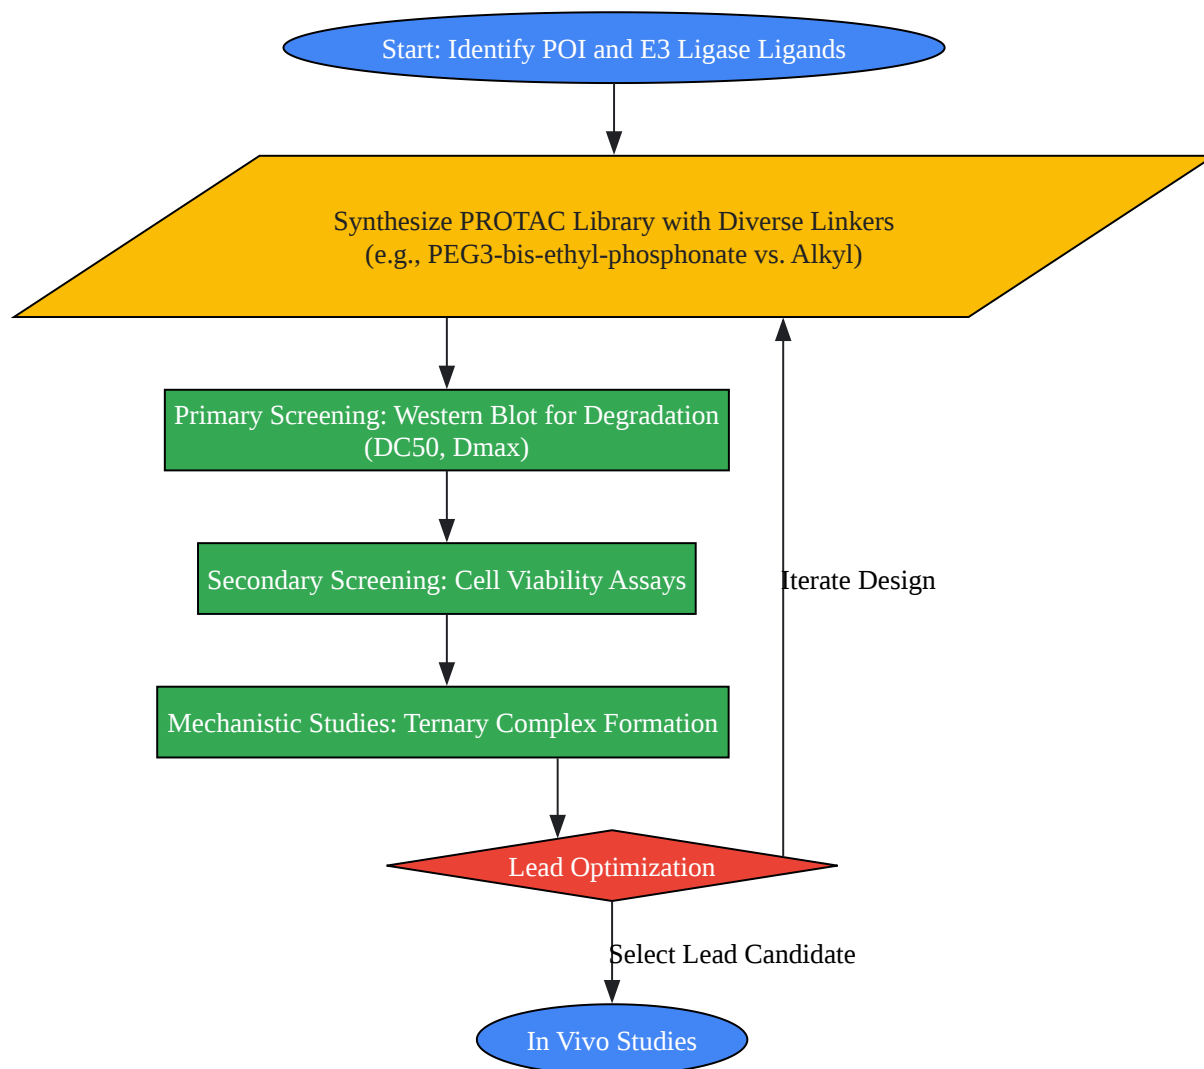 Start: Identify POI and E3 Ligase Ligands
Synthesize PROTAC Library with Diverse Linkers
(e.g., PEG3-bis-ethyl-phosphonate vs. Alkyl)
Primary Screening: Western Blot for Degradation
(DC50, Dmax)
Secondary Screening: Cell Viability Assays
Iterate Design
Mechanistic Studies: Ternary Complex Formation
Lead Optimization
Select Lead Candidate
In Vivo Studies